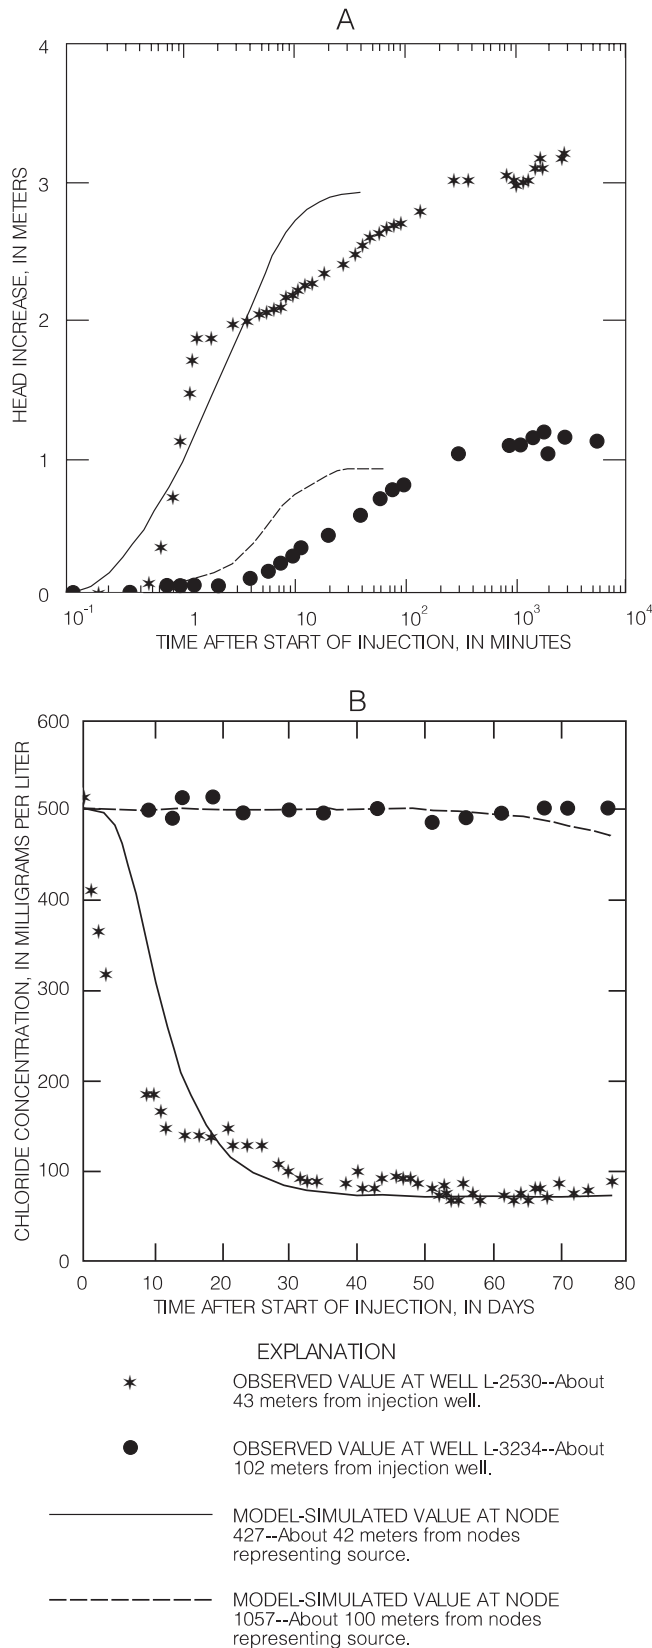 A
4
3
2
1
0
HEAD INCREASE, IN METERS
10-1 1 10 102 103 104
TIME AFTER START OF INJECTION, IN MINUTES
B
600
500
400
300
200
100
0
CHLORIDE CONCENTRATION, IN MILLIGRAMS PER LITER
0 10 20 30 40 50 60 70 80
TIME AFTER START OF INJECTION, IN DAYS
EXPLANATION
OBSERVED VALUE AT WELL L-2530--About
43 meters from injection well.
OBSERVED VALUE AT WELL L-3234--About
102 meters from injection well.
MODEL-SIMULATED VALUE AT NODE
427--About 42 meters from nodes
representing source.
MODEL-SIMULATED VALUE AT NODE
1057--About 100 meters from nodes
representing source.